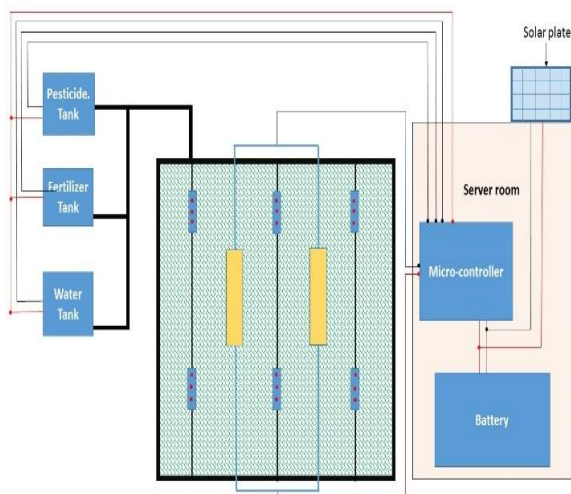 Solar plate
Pesticide.
Tank
Fertilizer
Tank
Server room
Micro-controller
Water
Tank
Battery